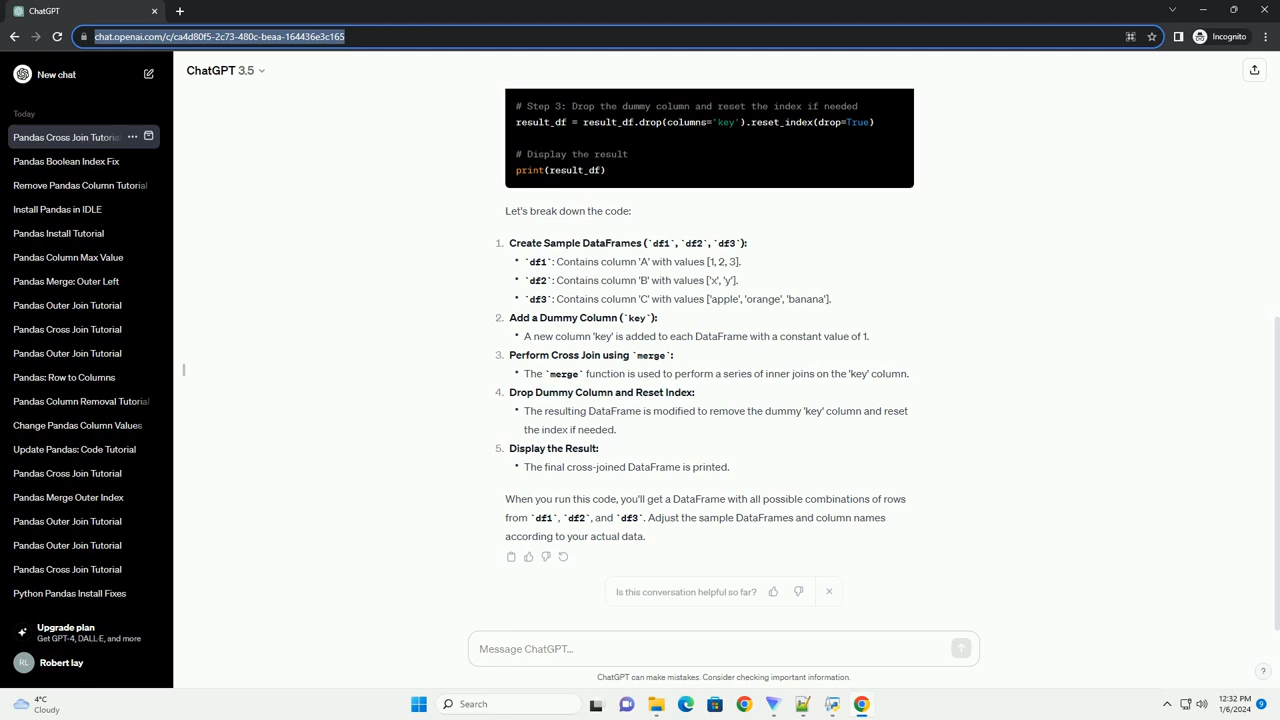 ChatGPT
chat.openai.com/c/ca4d80f5-2c73-480c-beaa-164436e3c165
Incognito
New chat
ChatGPT 3.5
Today
Pandas Cross Join Tutorial
Pandas Boolean Index Fix
Remove Pandas Column Tutorial
Install Pandas in IDLE
Pandas Install Tutorial
Pandas Column Max Value
Pandas Merge: Outer Left
Pandas Outer Join Tutorial
Pandas Cross Join Tutorial
Pandas Outer Join Tutorial
Pandas: Row to Columns
Pandas Column Removal Tutorial
Change Pandas Column Values
Pandas Outer Join Tutorial
Update Pandas: Code Tutorial
Pandas Cross Join Tutorial
Pandas Merge Outer Index
Pandas Outer Join Tutorial
Pandas Outer Join Tutorial
Pandas Cross Join Tutorial
Python Pandas Install Fixes
Upgrade plan
Get GPT-4, DALL·E, and more
RL Robert lay
# Step 3: Drop the dummy column and reset the index if needed
result_df = result_df.drop(columns='key').reset_index(drop=True)
# Display the result
print(result_df)
Let's break down the code:
1. Create Sample DataFrames (`df1`, `df2`, `df3`):
• `df1`: Contains column 'A' with values [1, 2, 3].
• `df2`: Contains column 'B' with values ['x', 'y'].
• `df3`: Contains column 'C' with values ['apple', 'orange', 'banana'].
2. Add a Dummy Column (`key`):
• A new column 'key' is added to each DataFrame with a constant value of 1.
3. Perform Cross Join using `merge`:
• The `merge` function is used to perform a series of inner joins on the 'key' column.
4. Drop Dummy Column and Reset Index:
• The resulting DataFrame is modified to remove the dummy 'key' column and reset
the index if needed.
5. Display the Result:
• The final cross-joined DataFrame is printed.
When you run this code, you'll get a DataFrame with all possible combinations of rows
from `df1`, `df2`, and `df3`. Adjust the sample DataFrames and column names
according to your actual data.
Is this conversation helpful so far?
Message ChatGPT...
ChatGPT can make mistakes. Consider checking important information.
?
4°C
Cloudy
Search
12:32 PM
1/6/2024
9